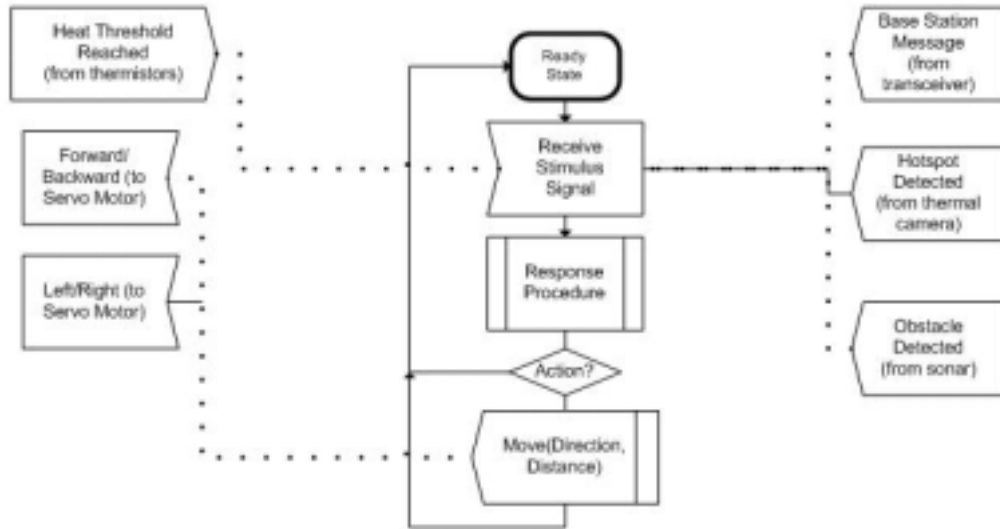 Heat Threshold
Reached
(from thermistors)
Forward/
Backward (to
Servo Motor)
Left/Right (to
Servo Motor)
Ready
State
Receive
Stimulus
Signal
Response
Procedure
Action?
Move(Direction,
Distance)
Base Station
Message
(from
transceiver)
Hotspot
Detected
(from thermal
camera)
Obstacle
Detected
(from sonar)